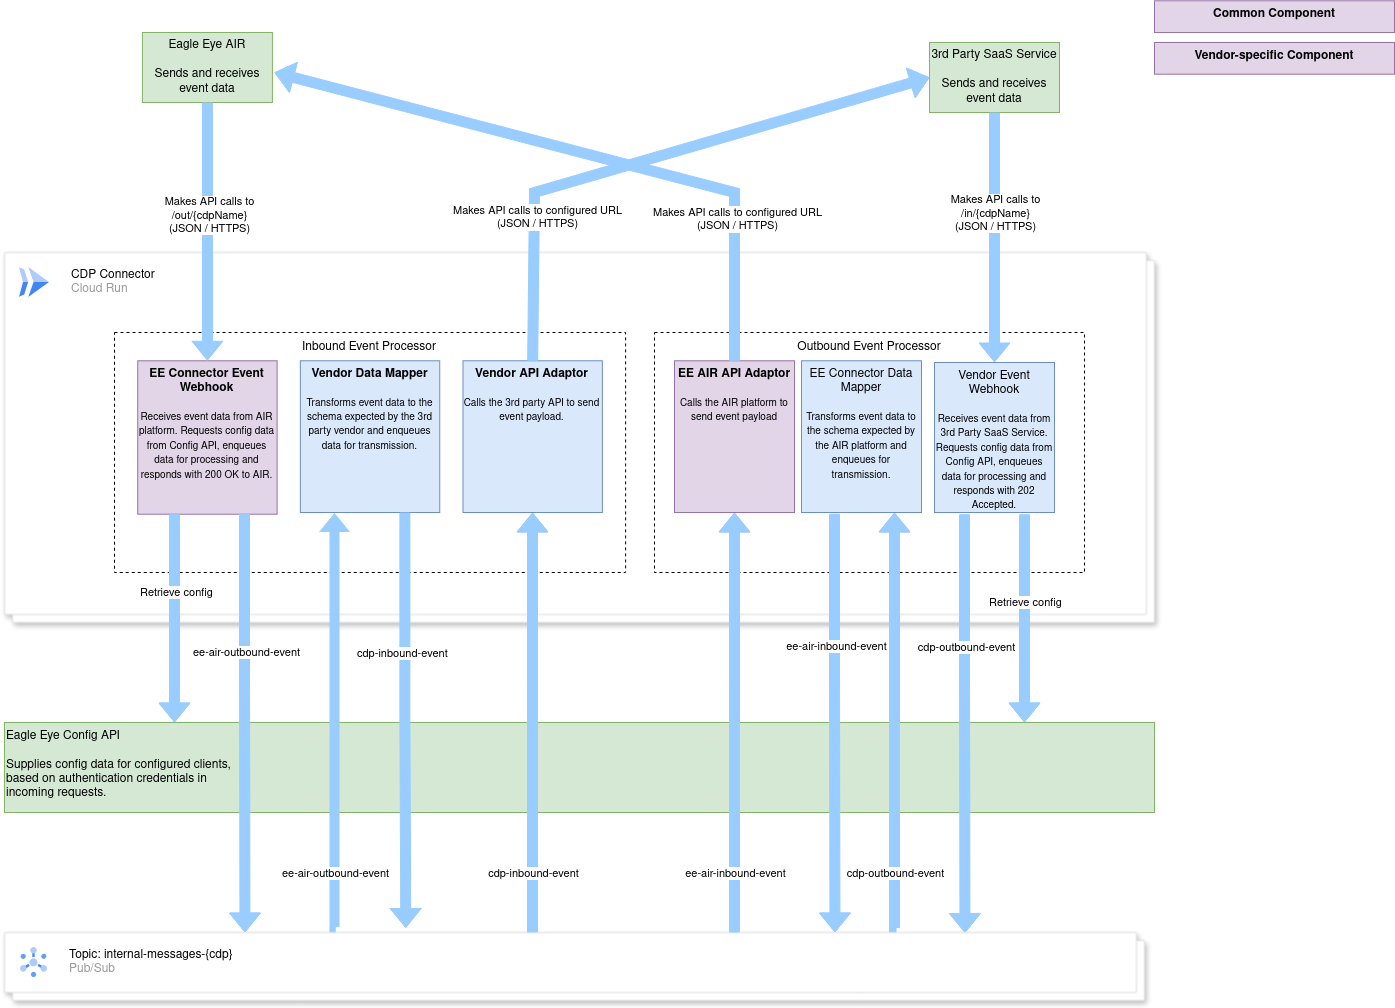 Common Component
Vendor-specific Component
Eagle Eye AIR
Sends and receives
event data
3rd Party SaaS Service
Sends and receives
event data
Makes API calls to
/out/{cdpName}
(JSON / HTTPS)
Makes API calls to configured URL
(JSON / HTTPS)
Makes API calls to configured URL
(JSON / HTTPS)
Makes API calls to
/in/{cdpName}
(JSON / HTTPS)
CDP Connector
Cloud Run
Inbound Event Processor
EE Connector Event
Webhook
Receives event data from AIR
platform. Requests config data
from Config API, enqueues
data for processing and
responds with 200 OK to AIR.
Vendor Data Mapper
Transforms event data to the
schema expected by the 3rd
party vendor and enqueues
data for transmission.
Vendor API Adaptor
Calls the 3rd party API to send
event payload.
Outbound Event Processor
EE AIR API Adaptor
Calls the AIR platform to
send event payload
EE Connector Data
Mapper
Transforms event data to
the schema expected by
the AIR platform and
enqueues for
transmission.
Vendor Event
Webhook
Receives event data from
3rd Party SaaS Service.
Requests config data from
Config API, enqueues
data for processing and
responds with 202
Accepted.
Retrieve config
Retrieve config
ee-air-outbound-event
cdp-inbound-event
ee-air-inbound-event
cdp-outbound-event
Eagle Eye Config API
Supplies config data for configured clients,
based on authentication credentials in
incoming requests.
ee-air-outbound-event
cdp-inbound-event
ee-air-inbound-event
cdp-outbound-event
Topic: internal-messages-{cdp}
Pub/Sub